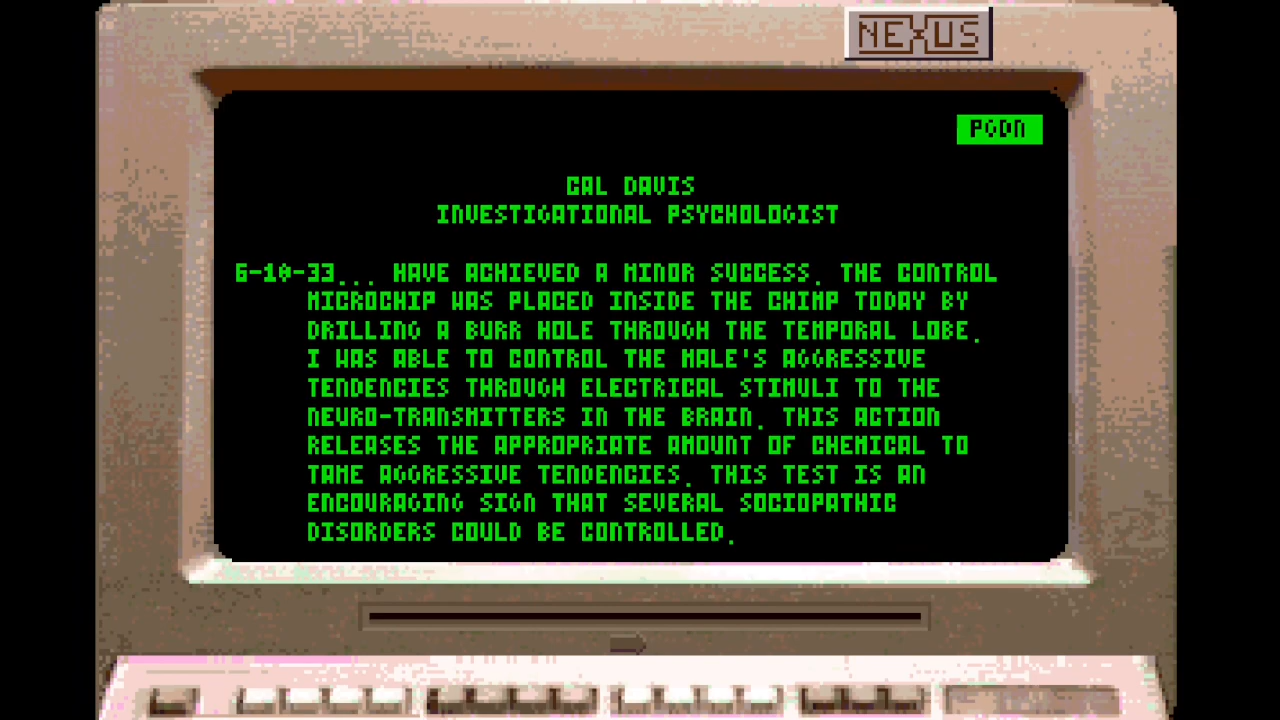 NEXUS
PGDN
CAL DAVIS
INVESTIGATIONAL PSYCHOLOGIST
6-10-33... HAVE ACHIEVED A MINOR SUCCESS. THE CONTROL
MICROCHIP WAS PLACED INSIDE THE CHIMP TODAY BY
DRILLING A BURR HOLE THROUGH THE TEMPORAL LOBE.
I WAS ABLE TO CONTROL THE MALE'S AGGRESSIVE
TENDENCIES THROUGH ELECTRICAL STIMULI TO THE
NEURO-TRANSMITTERS IN THE BRAIN. THIS ACTION
RELEASES THE APPROPRIATE AMOUNT OF CHEMICAL TO
TAME AGGRESSIVE TENDENCIES. THIS TEST IS AN
ENCOURAGING SIGN THAT SEVERAL SOCIOPATHIC
DISORDERS COULD BE CONTROLLED.